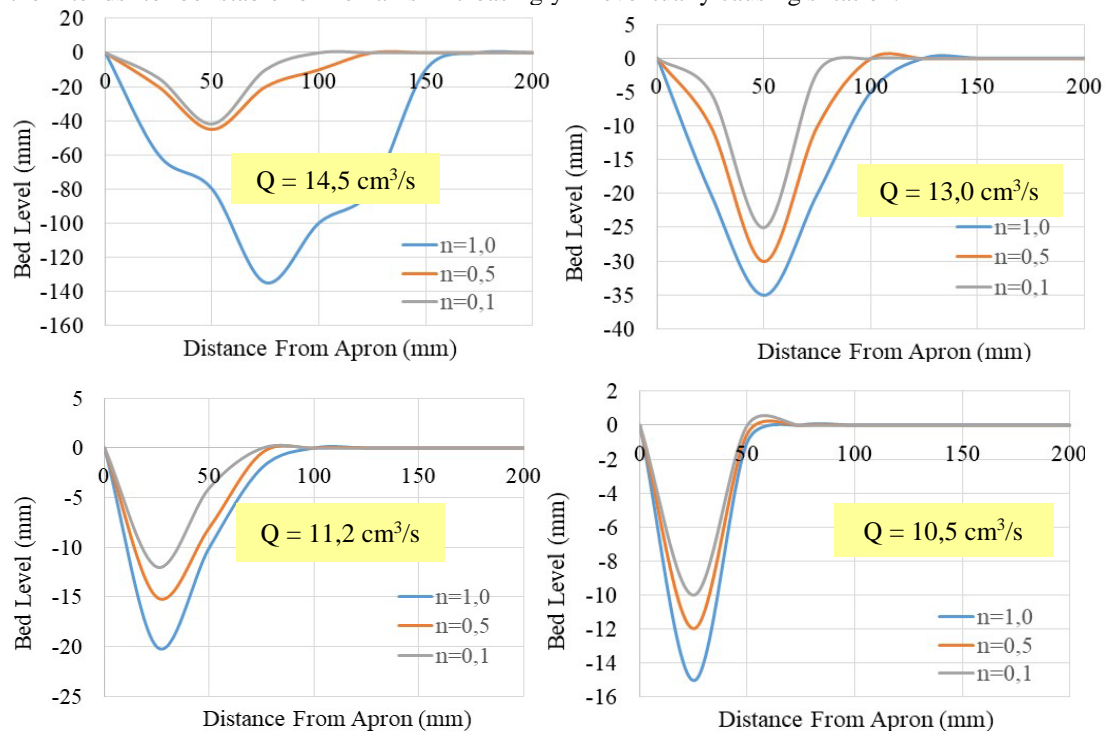 increasingly eventually causing
20
0
-20
-40
-60
-80
-100
-120
-140
-160
0 50 100 150 200
Bed Level (mm)
Q = 14,5 cm³/s
n=1,0
n=0,5
n=0,1
Distance From Apron (mm)
5
0
-5
-10
-15
-20
-25
-30
-35
-40
0 50 100 150 200
Bed Level (mm)
Q = 13,0 cm³/s
n=1,0
n=0,5
n=0,1
Distance From Apron (mm)
5
0
-5
-10
-15
-20
-25
0 50 100 150 200
Bed Level (mm)
Q = 11,2 cm³/s
n=1,0
n=0,5
n=0,1
Distance From Apron (mm)
2
0
-2
-4
-6
-8
-10
-12
-14
-16
0 50 100 150 200
Bed Level (mm)
Q = 10,5 cm³/s
n=1,0
n=0,5
n=0,1
Distance From Apron (mm)